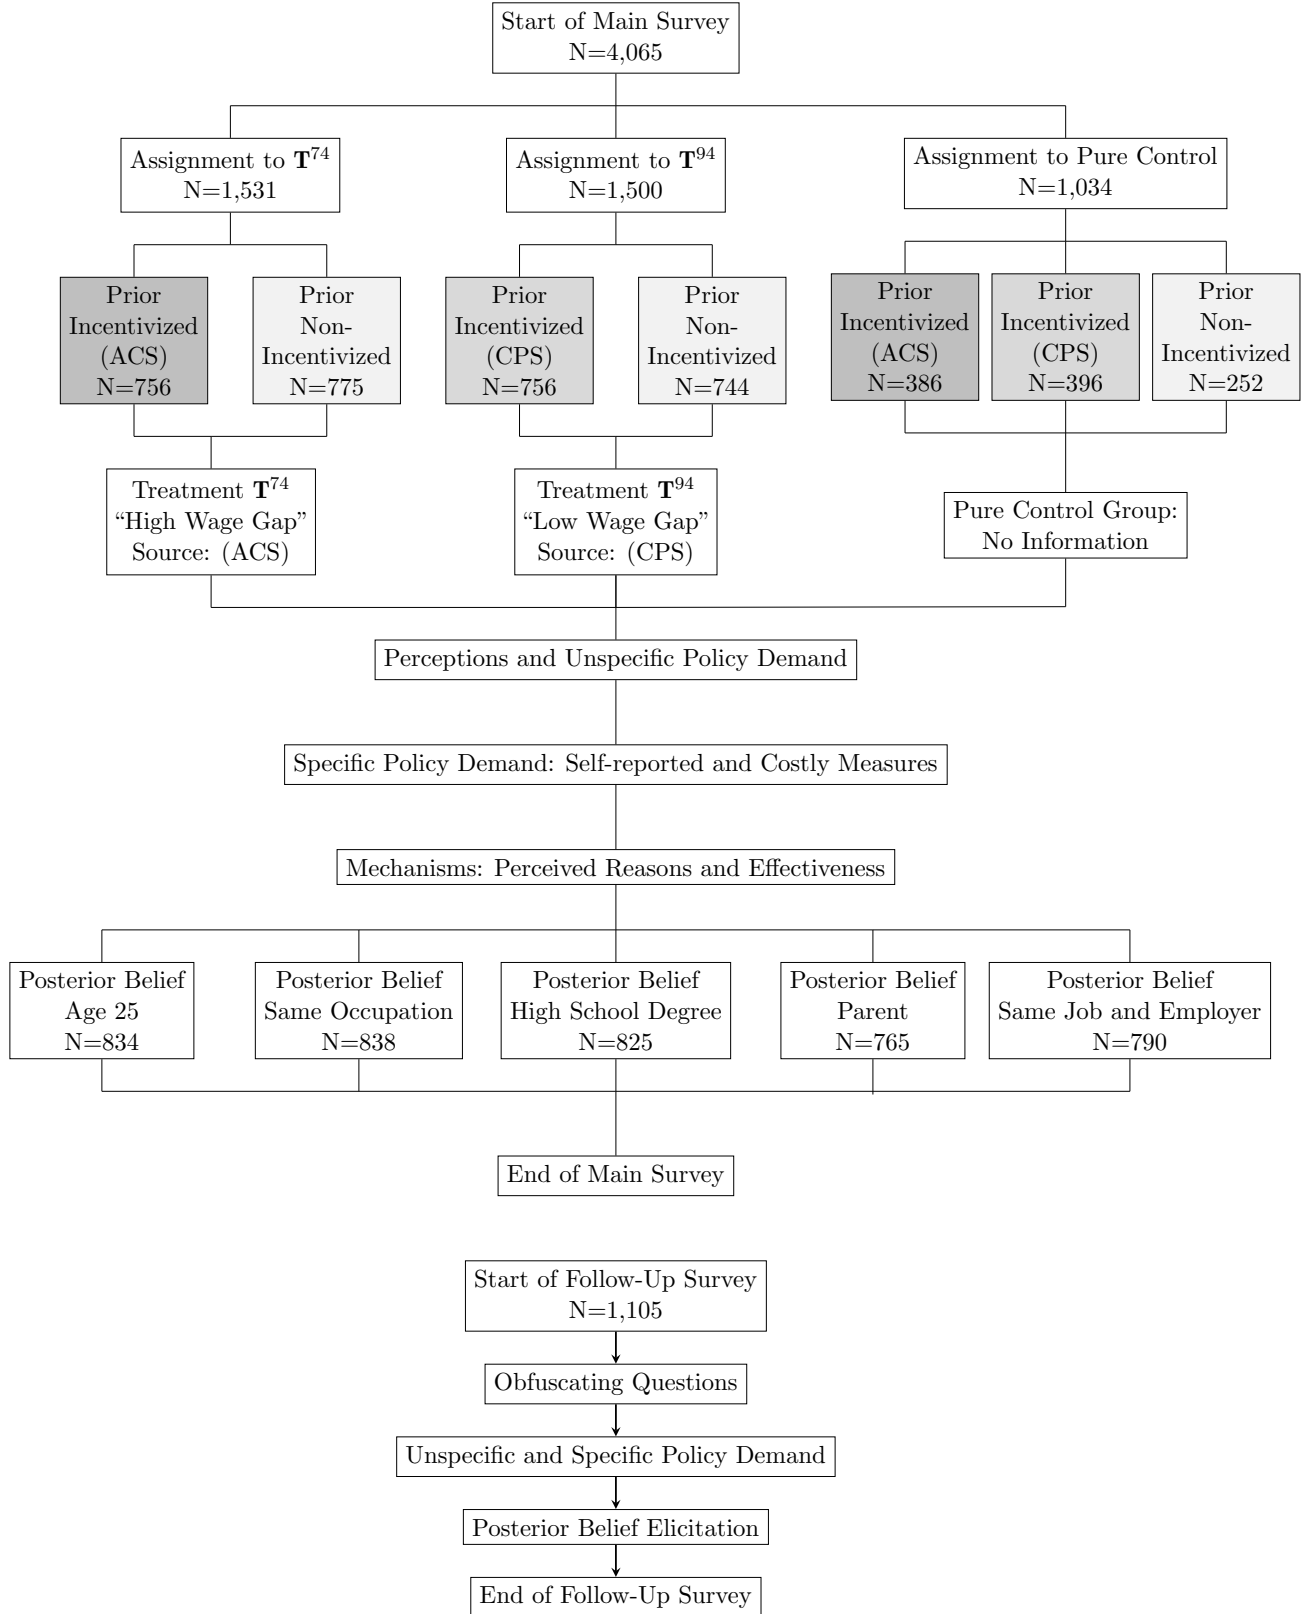 Start of Main Survey
N=4,065
Assignment to T^74
N=1,531
Assignment to T^94
N=1,500
Assignment to Pure Control
N=1,034
Prior
Incentivized
(ACS)
N=756
Prior
Non-
Incentivized
N=775
Prior
Incentivized
(CPS)
N=756
Prior
Non-
Incentivized
N=744
Prior
Incentivized
(ACS)
N=386
Prior
Incentivized
(CPS)
N=396
Prior
Non-
Incentivized
N=252
Treatment T^74
“High Wage Gap”
Source: (ACS)
Treatment T^94
“Low Wage Gap”
Source: (CPS)
Pure Control Group:
No Information
Perceptions and Unspecific Policy Demand
Specific Policy Demand: Self-reported and Costly Measures
Mechanisms: Perceived Reasons and Effectiveness
Posterior Belief
Age 25
N=834
Posterior Belief
Same Occupation
N=838
Posterior Belief
High School Degree
N=825
Posterior Belief
Parent
N=765
Posterior Belief
Same Job and Employer
N=790
End of Main Survey
Start of Follow-Up Survey
N=1,105
Obfuscating Questions
Unspecific and Specific Policy Demand
Posterior Belief Elicitation
End of Follow-Up Survey